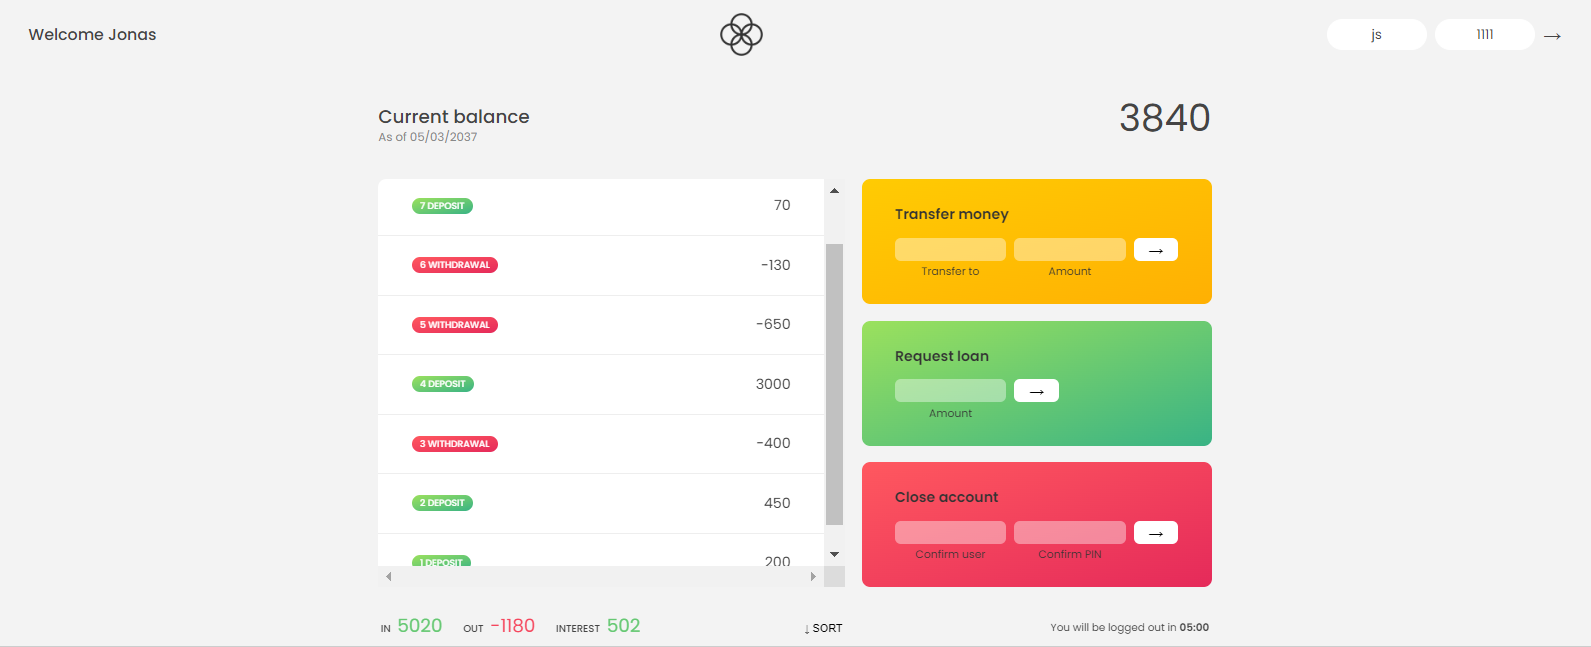 Welcome Jonas
js
1111
→
Current balance
As of 05/03/2037
3840
7 DEPOSIT 70
6 WITHDRAWAL -130
5 WITHDRAWAL -650
4 DEPOSIT 3000
3 WITHDRAWAL -400
2 DEPOSIT 450
1 DEPOSIT 200
Transfer money
→
Transfer to Amount
Request loan
→
Amount
Close account
→
Confirm user Confirm PIN
IN 5020 OUT -1180 INTEREST 502
↓ SORT
You will be logged out in 05:00